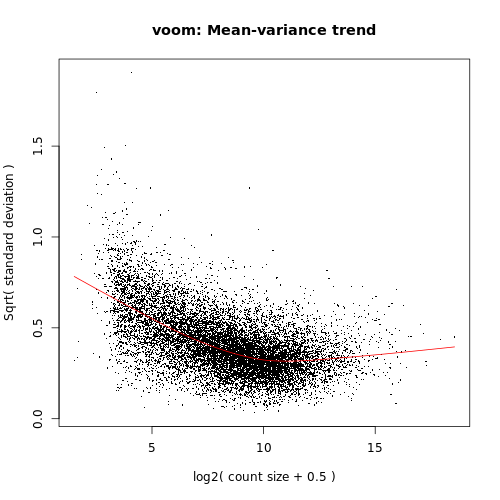 voom: Mean-variance trend
Sqrt( standard deviation )
1.5
1.0
0.5
0.0
5
10
15
log2( count size + 0.5 )